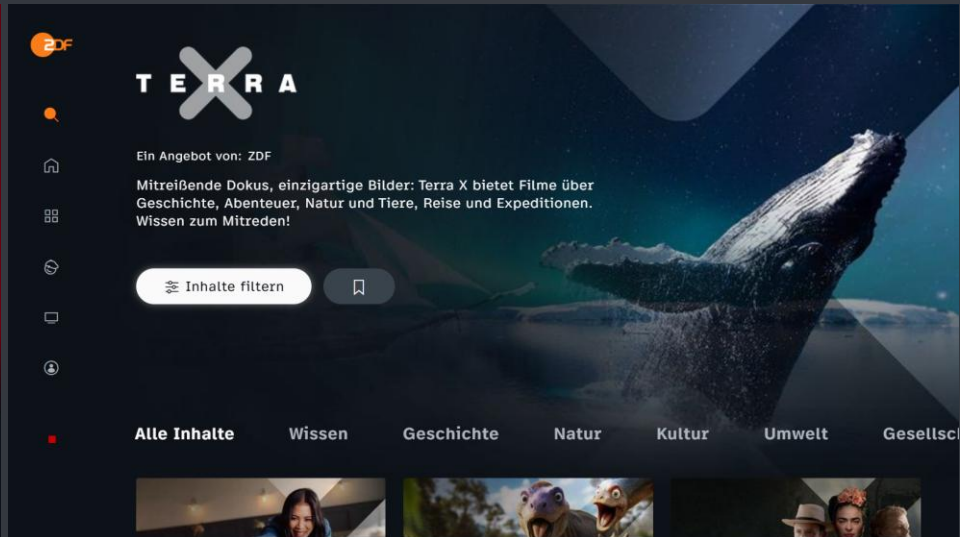 ZDF
TERRA X
Ein Angebot von: ZDF
Mitreißende Dokus, einzigartige Bilder: Terra X bietet Filme über
Geschichte, Abenteuer, Natur und Tiere, Reise und Expeditionen.
Wissen zum Mitreden!
Inhalte filtern
Alle Inhalte Wissen Geschichte Natur Kultur Umwelt Gesellsc